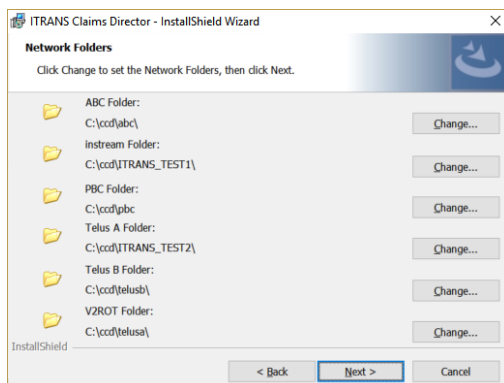 ITRANS Claims Director - InstallShield Wizard
Network Folders
Click Change to set the Network Folders, then click Next.
ABC Folder:
C:\ccd\abc\
Change...
instream Folder:
C:\ccd\ITRANS_TEST1\
Change...
PBC Folder:
C:\ccd\pbc
Change...
Telus A Folder:
C:\ccd\ITRANS_TEST2\
Change...
Telus B Folder:
C:\ccd\telusb\
Change...
V2ROT Folder:
C:\ccd\telusa\
Change...
InstallShield
< Back Next > Cancel